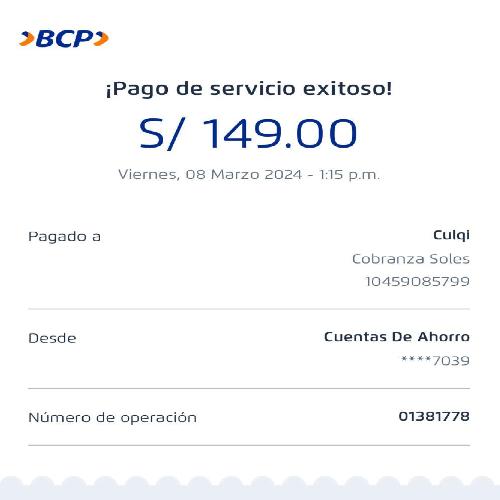 BCP
¡Pago de servicio exitoso!
S/ 149.00
Viernes, 08 Marzo 2024 - 1:15 p.m.
Pagado a
Culqi
Cobranza Soles
10459085799
Desde
Cuentas De Ahorro
****7039
Número de operación
01381778